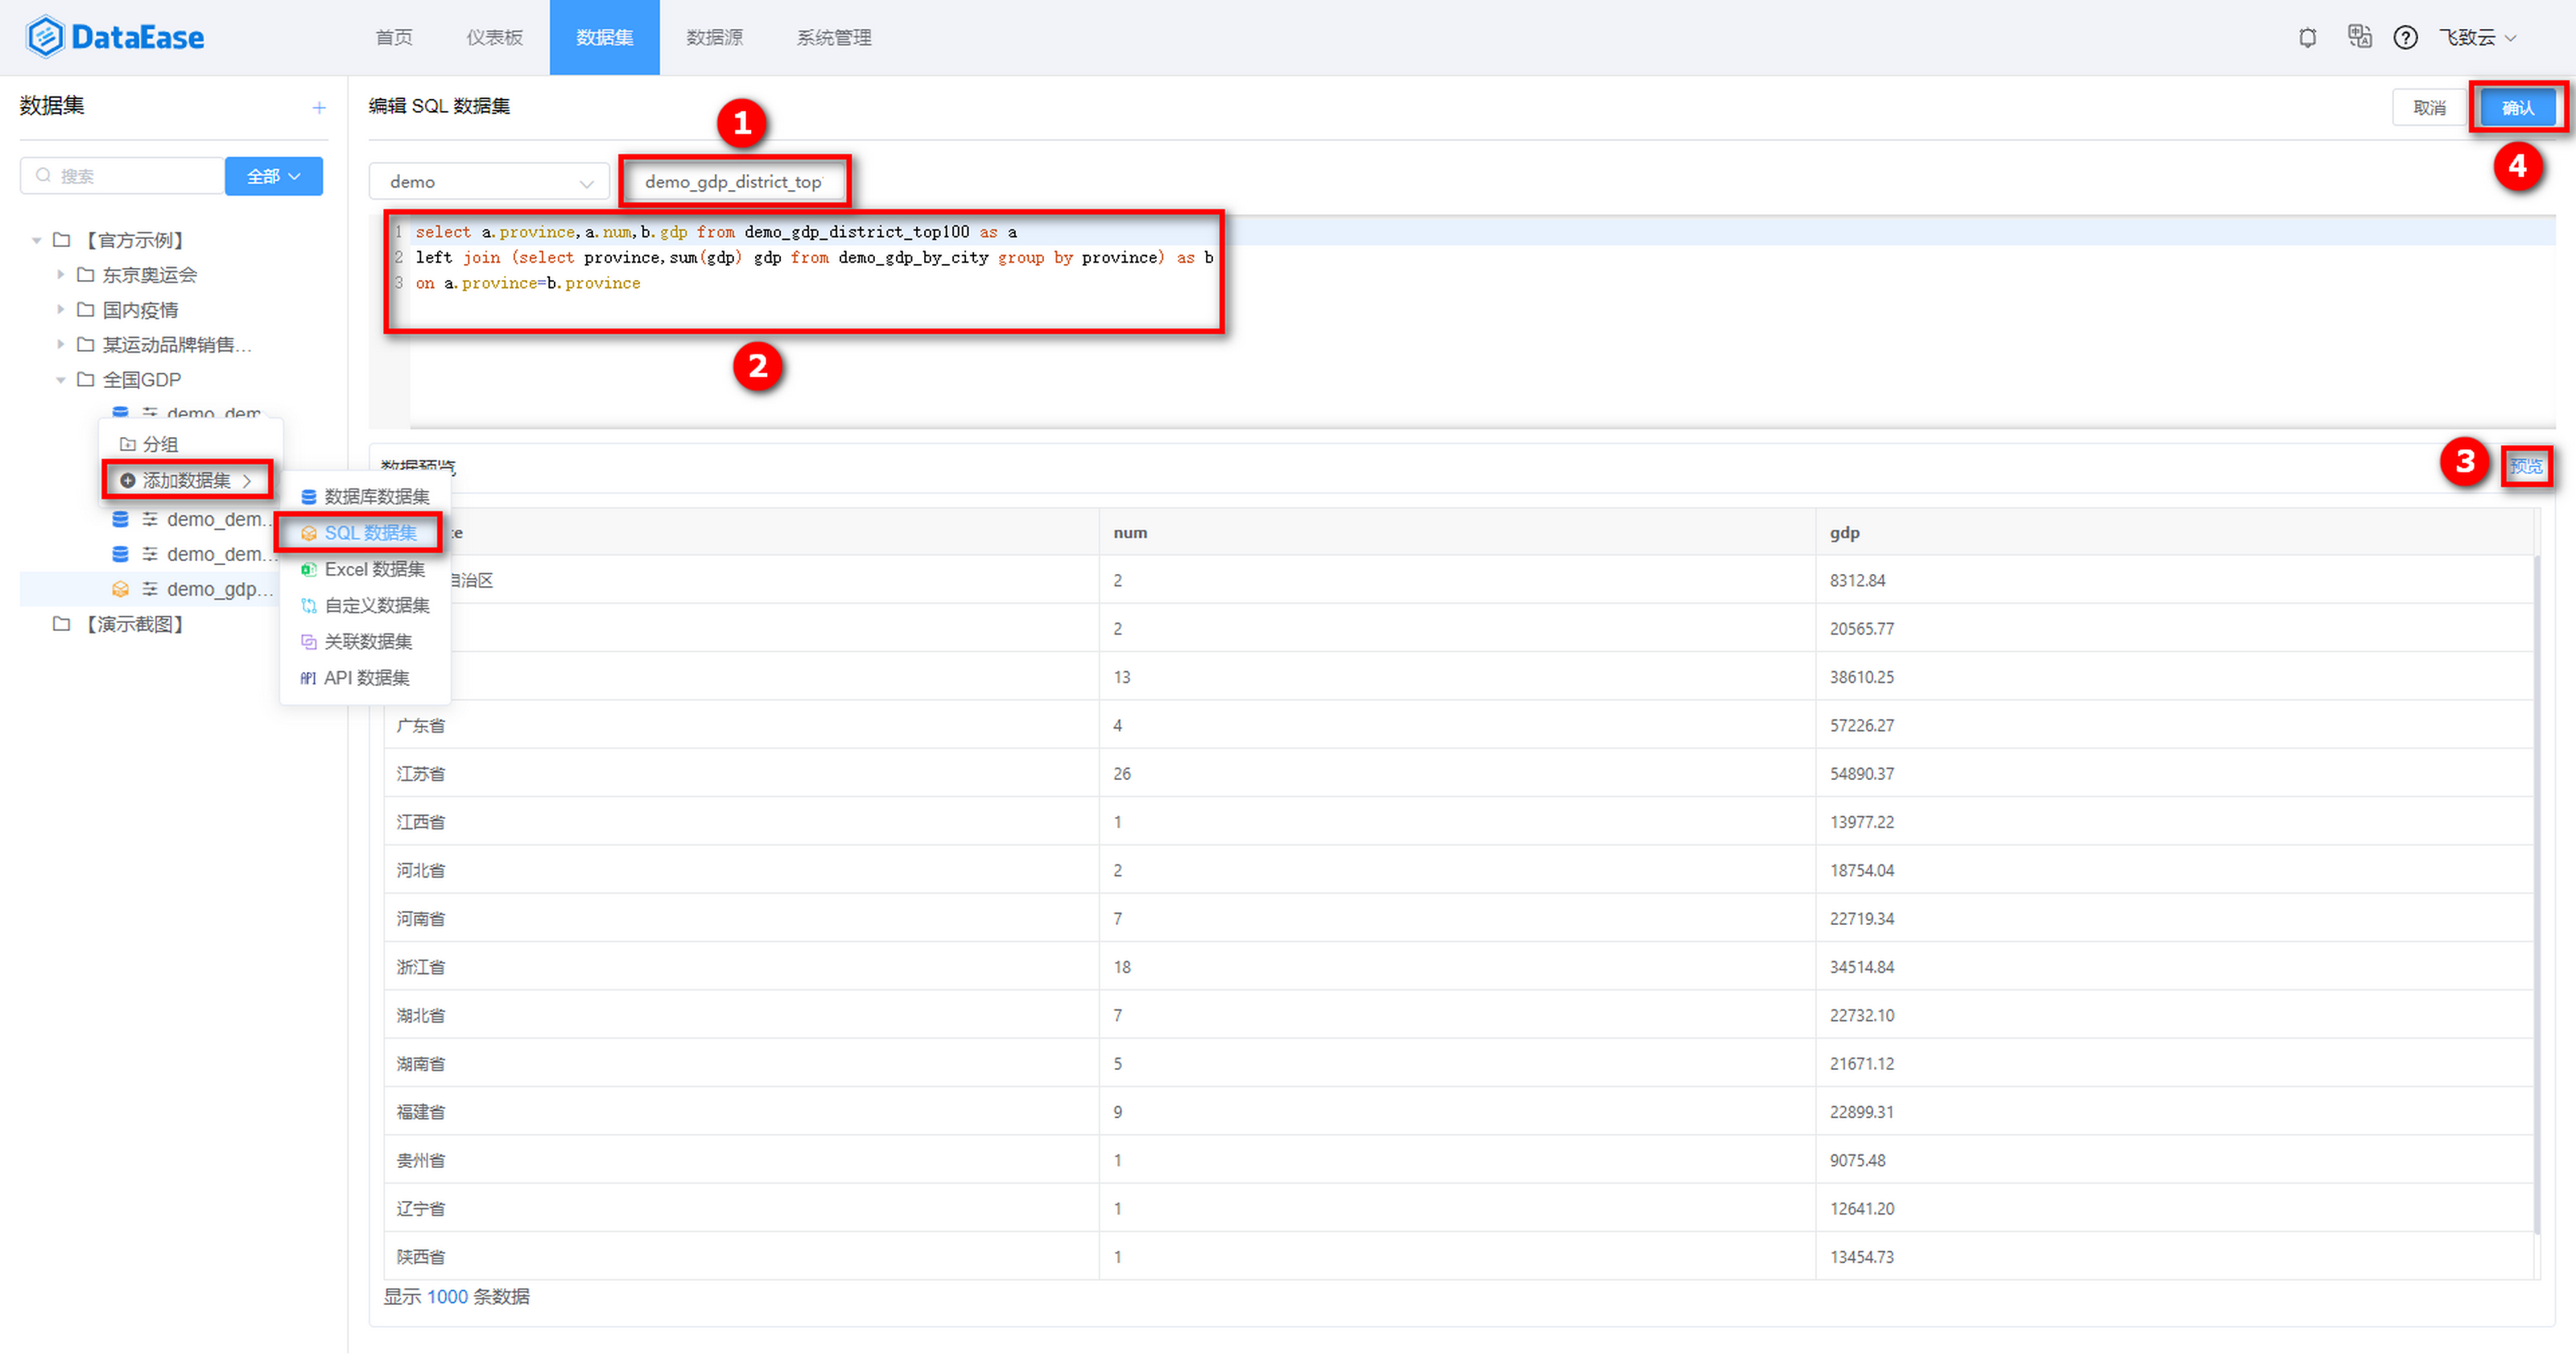 DataEase
首页 仪表板 数据集 数据源 系统管理 飞致云
数据集
搜索 全部
【官方示例】
东京奥运会
国内疫情
某运动品牌销售...
全国GDP
demo_dem
分组
添加数据集
demo_dem...
demo_dem...
demo_gdp...
【演示截图】
数据库数据集
SQL 数据集
Excel 数据集
自定义数据集
关联数据集
API 数据集
编辑 SQL 数据集
取消 确认
1
4
demo demo_gdp_district_top
1 select a.province,a.num,b.gdp from demo_gdp_district_top100 as a
2 left join (select province,sum(gdp) gdp from demo_gdp_by_city group by province) as b
3 on a.province=b.province
2
数据预览
3 预览
num gdp
自治区 2 8312.84
2 20565.77
13 38610.25
广东省 4 57226.27
江苏省 26 54890.37
江西省 1 13977.22
河北省 2 18754.04
河南省 7 22719.34
浙江省 18 34514.84
湖北省 7 22732.10
湖南省 5 21671.12
福建省 9 22899.31
贵州省 1 9075.48
辽宁省 1 12641.20
陕西省 1 13454.73
显示 1000 条数据